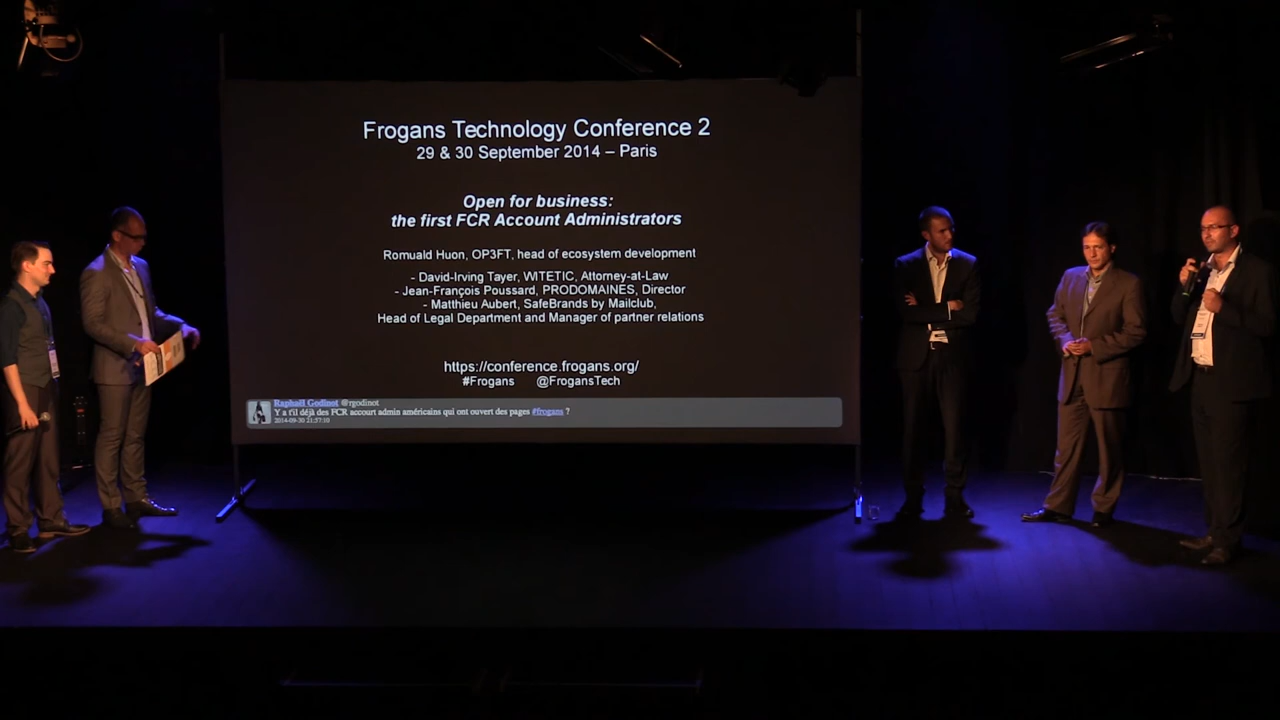 Frogans Technology Conference 2
29 & 30 September 2014 – Paris
Open for business:
the first FCR Account Administrators
Romuald Huon, OP3FT, head of ecosystem development
- David-Irving Tayer, WITETIC, Attorney-at-Law
- Jean-François Poussard, PRODOMAINES, Director
- Matthieu Aubert, SafeBrands by Mailclub,
Head of Legal Department and Manager of partner relations
https://conference.frogans.org/
#Frogans @FrogansTech
Raphaël Godinot @rgodinot
Y a t'il déjà des FCR account admin américains qui ont ouvert des pages #frogans ?
2014-09-30 21:57:10